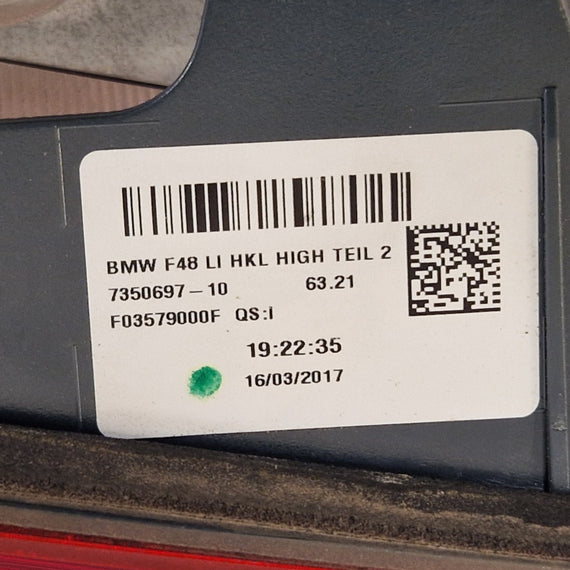 BMW F48 LI HKL HIGH TEIL 2
7350697-10 63.21
F03579000F QS:i
19:22:35
16/03/2017